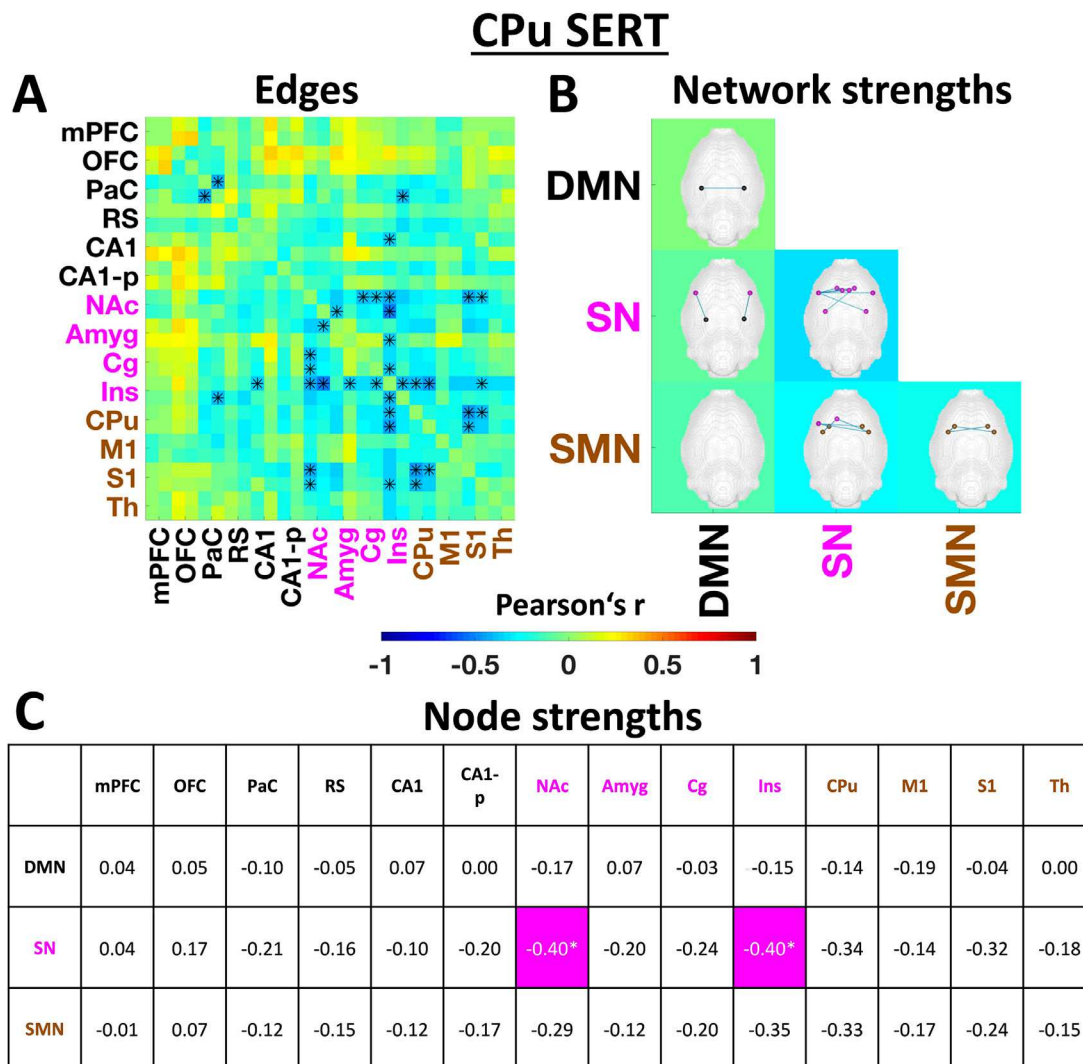 CPu SERT
A Edges
mPFC
OFC
PaC
RS
CA1
CA1-p
NAc
Amyg
Cg
Ins
CPu
M1
S1
Th
mPFC OFC PaC RS CA1 CA1-p NAc Amyg Cg Ins CPu M1 S1 Th
B Network strengths
DMN
SN
SMN
DMN SN SMN
Pearson‘s r
-1 -0.5 0 0.5 1
C Node strengths
mPFC OFC PaC RS CA1 CA1-p NAc Amyg Cg Ins CPu M1 S1 Th
DMN 0.04 0.05 -0.10 -0.05 0.07 0.00 -0.17 0.07 -0.03 -0.15 -0.14 -0.19 -0.04 0.00
SN 0.04 0.17 -0.21 -0.16 -0.10 -0.20 -0.40* -0.20 -0.24 -0.40* -0.34 -0.14 -0.32 -0.18
SMN -0.01 0.07 -0.12 -0.15 -0.12 -0.17 -0.29 -0.12 -0.20 -0.35 -0.33 -0.17 -0.24 -0.15